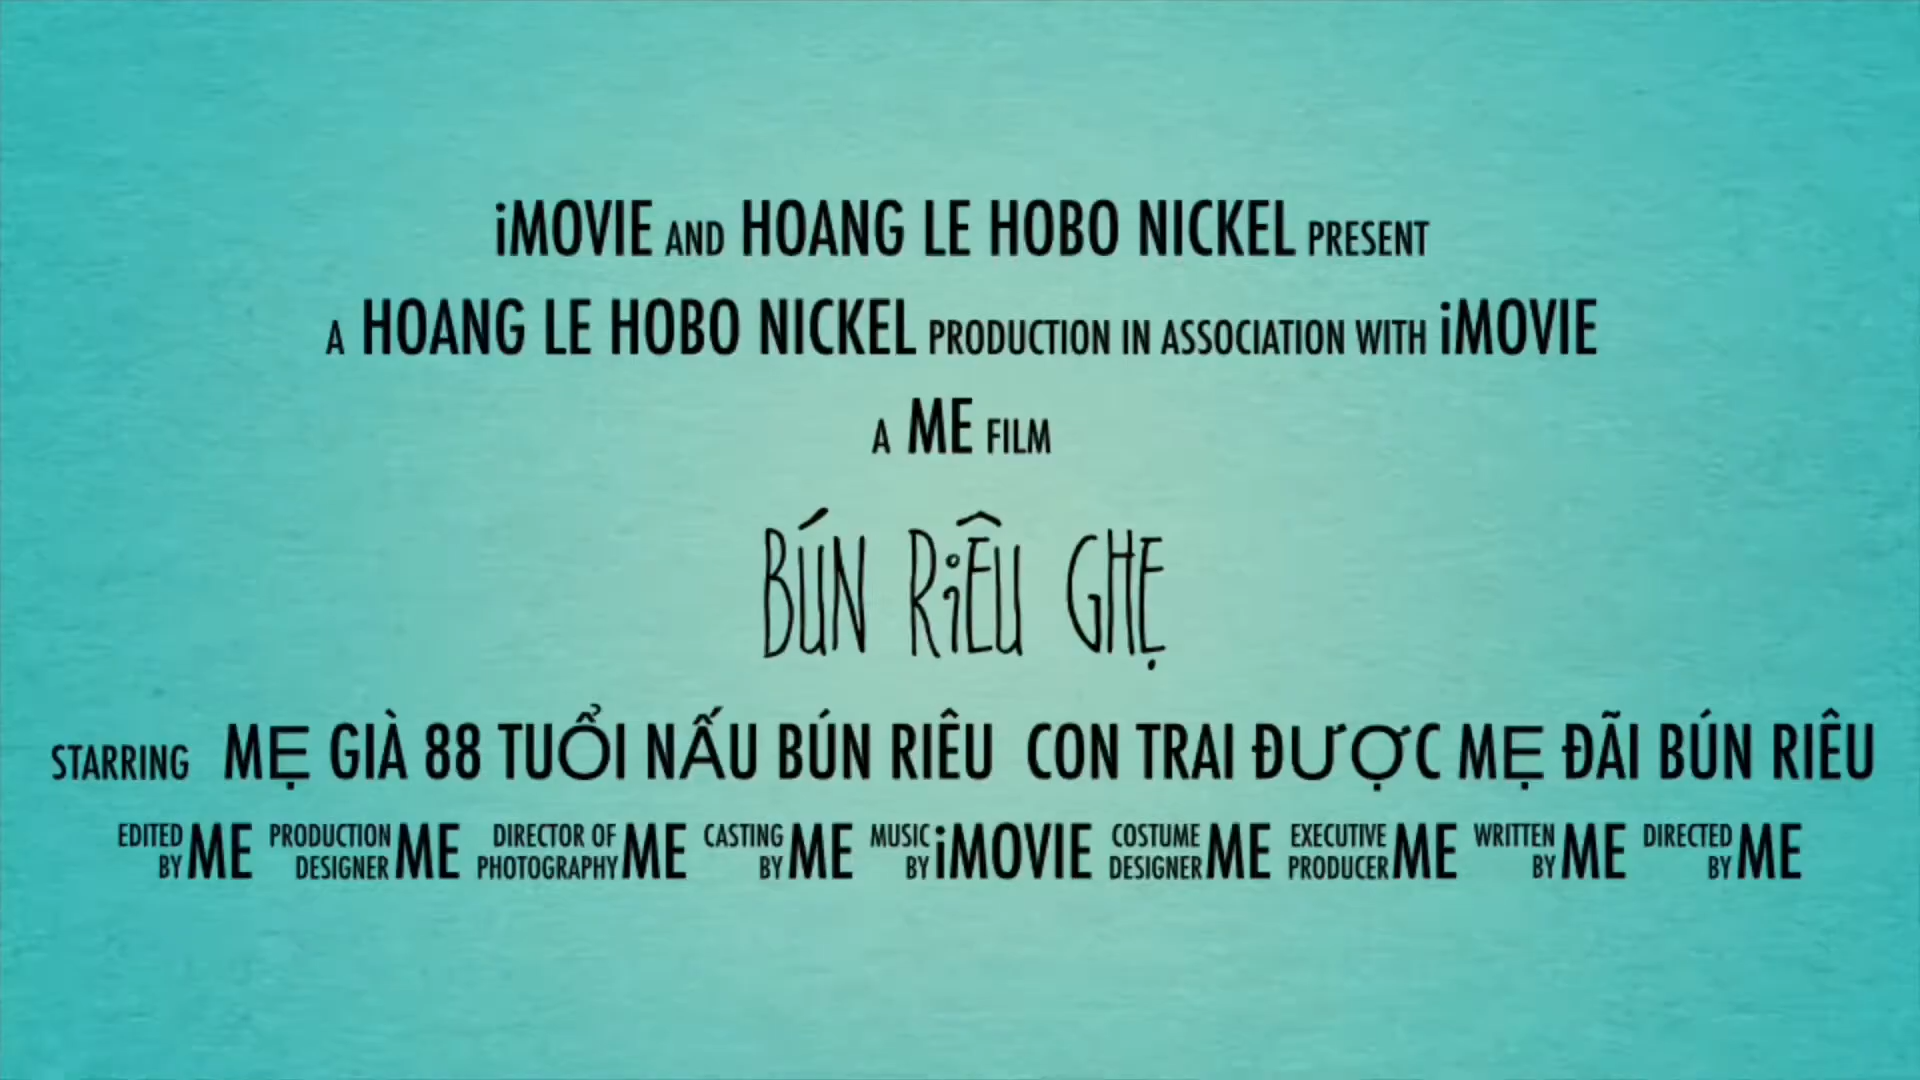 iMOVIE AND HOANG LE HOBO NICKEL PRESENT
A HOANG LE HOBO NICKEL PRODUCTION IN ASSOCIATION WITH iMOVIE
A ME FILM
BÚN RiÊU GHẸ
STARRING MẸ GIÀ 88 TUỔI NẤU BÚN RIÊU CON TRAI ĐƯỢC MẸ ĐÃI BÚN RIÊU
EDITED BY ME PRODUCTION DESIGNER ME DIRECTOR OF PHOTOGRAPHY ME CASTING BY ME MUSIC BY iMOVIE COSTUME DESIGNER ME EXECUTIVE PRODUCER ME WRITTEN BY ME DIRECTED BY ME